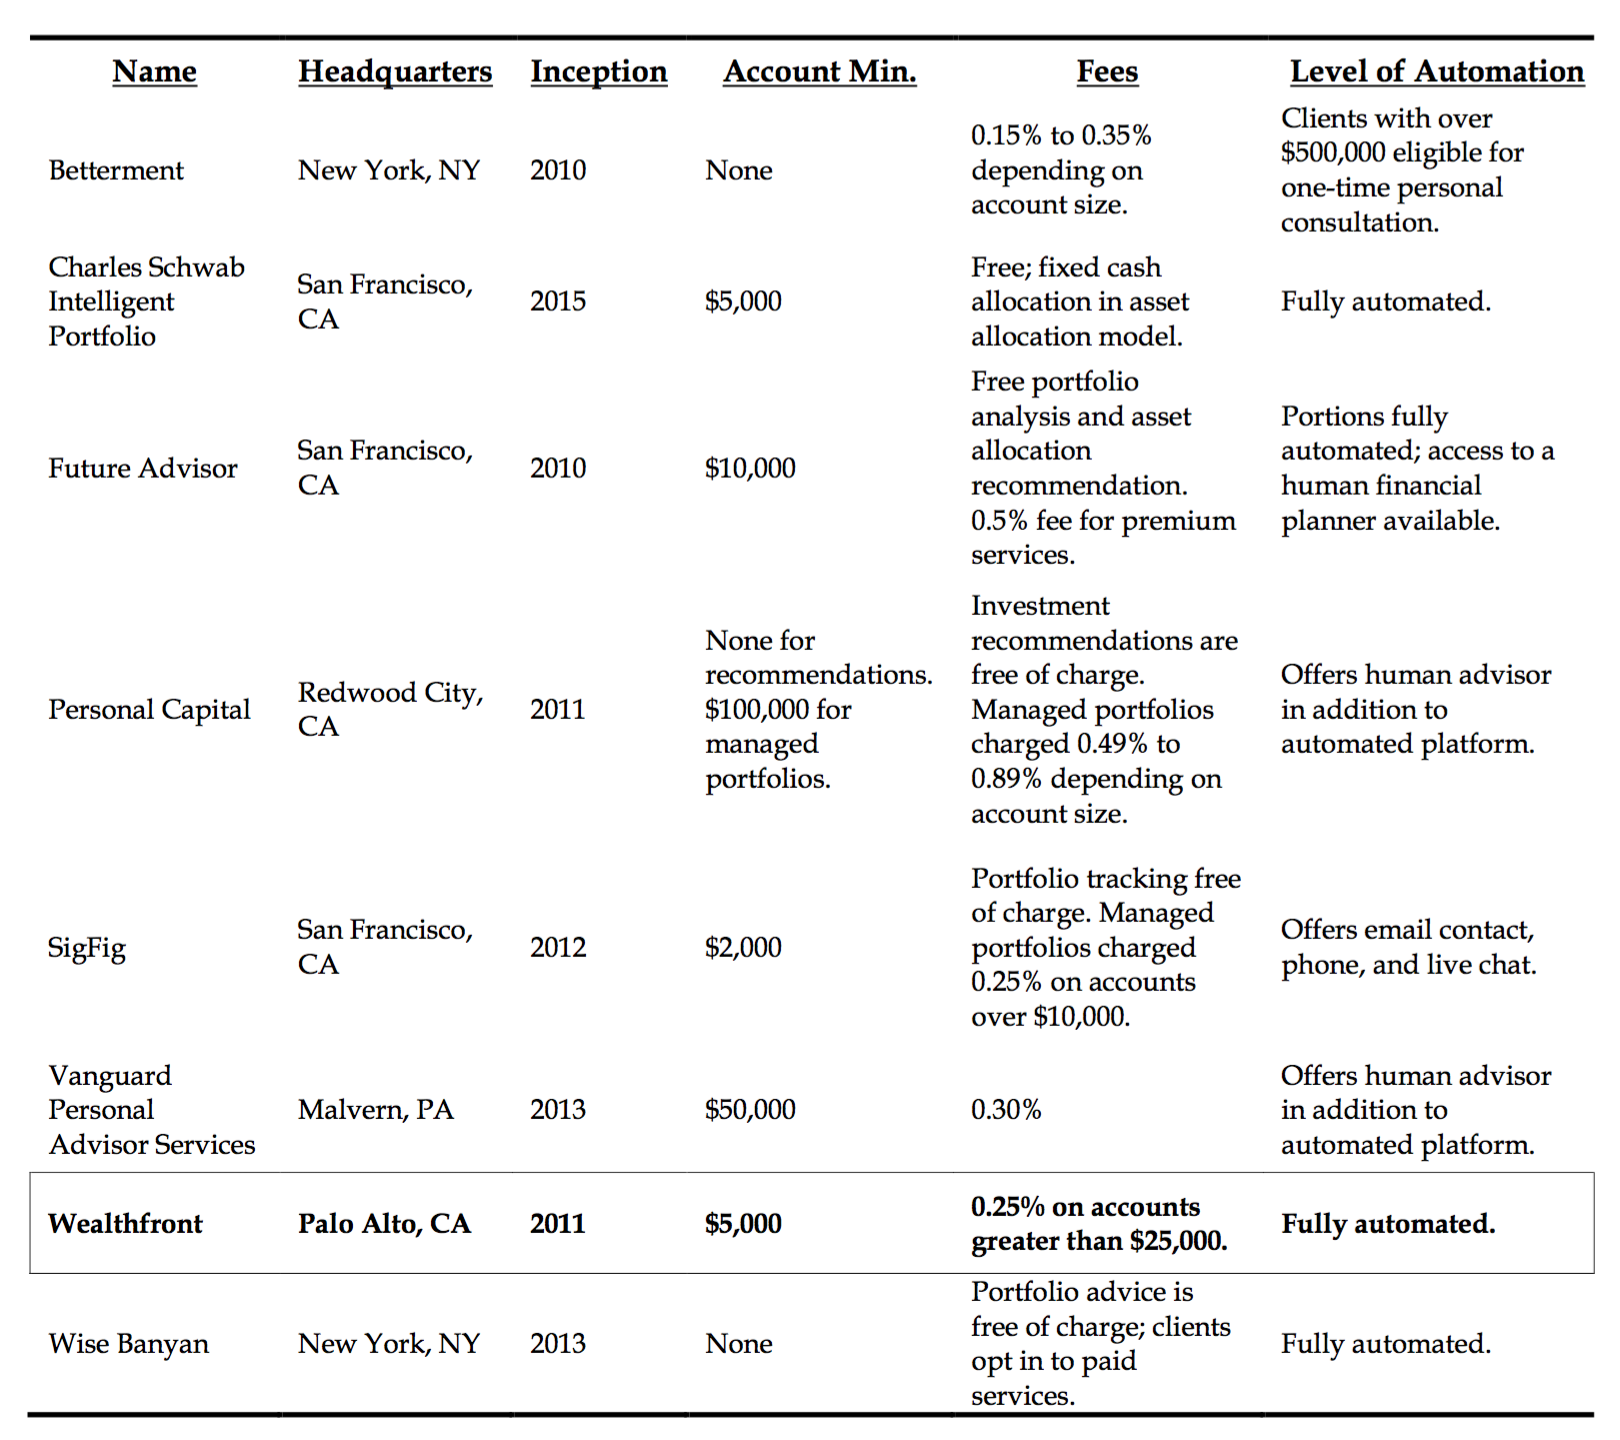 Name Headquarters Inception Account Min. Fees Level of Automation
Betterment
New York, NY
2010
None
0.15% to 0.35%
depending on
account size.
Clients with over
$500,000 eligible for
one-time personal
consultation.
Charles Schwab
Intelligent
Portfolio
San Francisco,
CA
2015
$5,000
Free; fixed cash
allocation in asset
allocation model.
Fully automated.
Future Advisor
San Francisco,
CA
2010
$10,000
Free portfolio
analysis and asset
allocation
recommendation.
0.5% fee for premium
services.
Portions fully
automated; access to a
human financial
planner available.
Personal Capital
Redwood City,
CA
2011
None for
recommendations.
$100,000 for
managed
portfolios.
Investment
recommendations are
free of charge.
Managed portfolios
charged 0.49% to
0.89% depending on
account size.
Offers human advisor
in addition to
automated platform.
SigFig
San Francisco,
CA
2012
$2,000
Portfolio tracking free
of charge. Managed
portfolios charged
0.25% on accounts
over $10,000.
Offers email contact,
phone, and live chat.
Vanguard
Personal
Advisor Services
Malvern, PA
2013
$50,000
0.30%
Offers human advisor
in addition to
automated platform.
Wealthfront
Palo Alto, CA
2011
$5,000
0.25% on accounts
greater than $25,000.
Fully automated.
Wise Banyan
New York, NY
2013
None
Portfolio advice is
free of charge; clients
opt in to paid
services.
Fully automated.